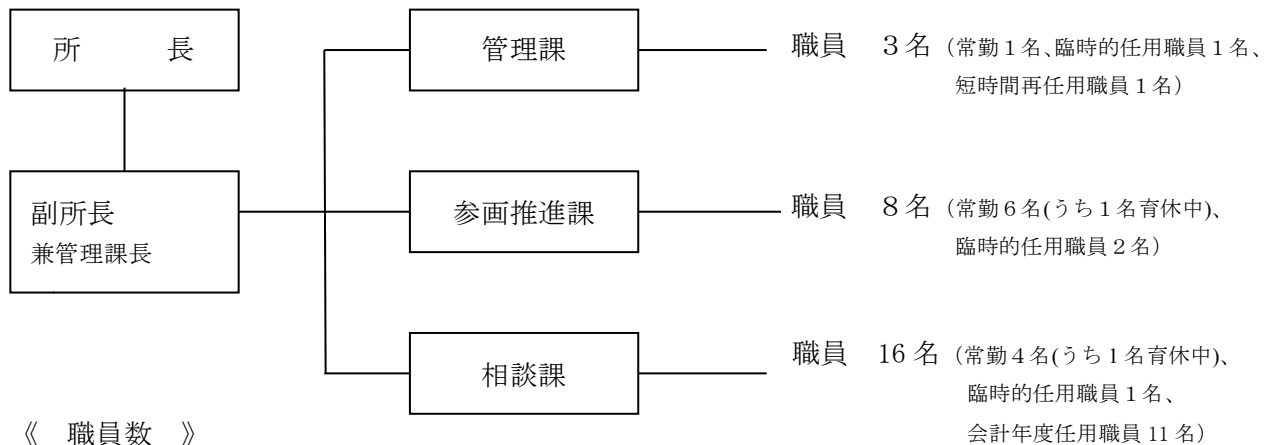 所　　　長
管理課
職員　３名（常勤１名、臨時的任用職員１名、
短時間再任用職員１名）
副所長
兼管理課長
参画推進課
職員　８名（常勤６名(うち１名育休中)、
臨時的任用職員２名）
相談課
職員　16 名（常勤４名(うち１名育休中)、
臨時的任用職員１名、
会計年度任用職員 11 名）
《　職員数　》